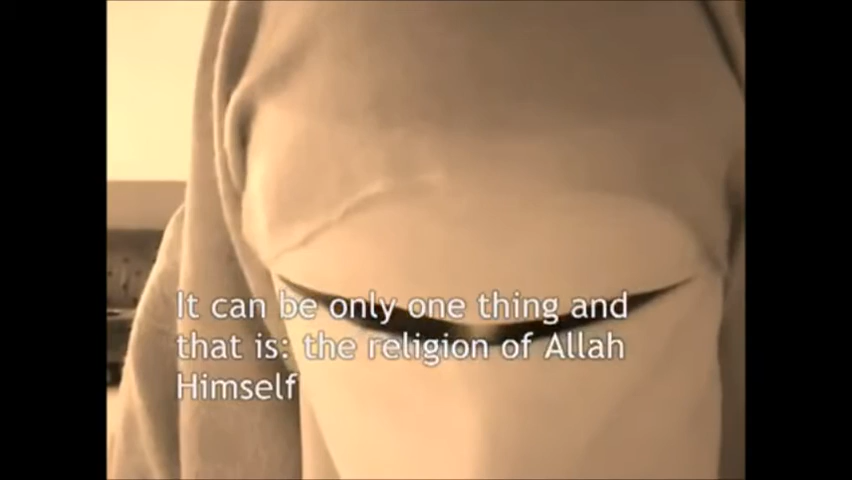 It can be only one thing and
that is: the religion of Allah
Himself